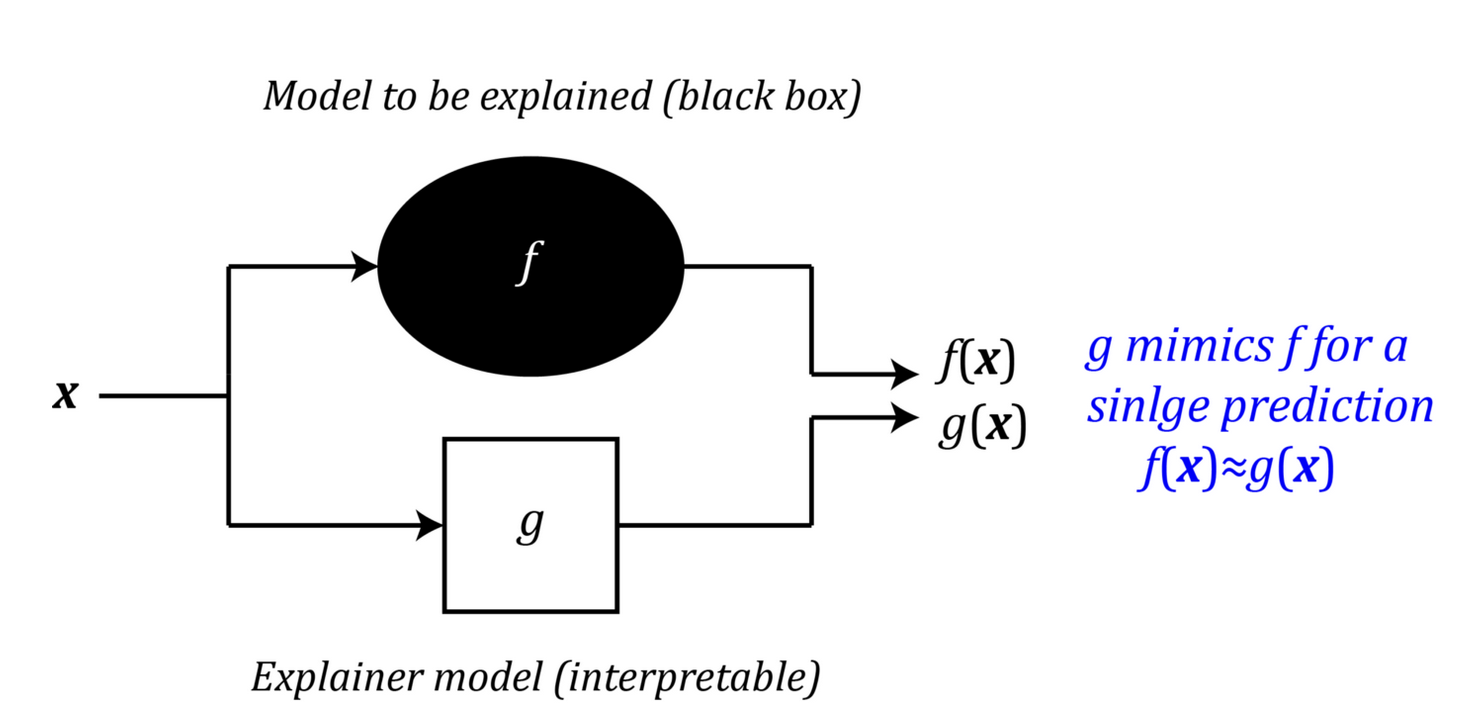 Model to be explained (black box)
f
x
f(x)
g(x)
g mimics f for a
sinlge prediction
f(x)≈g(x)
g
Explainer model (interpretable)